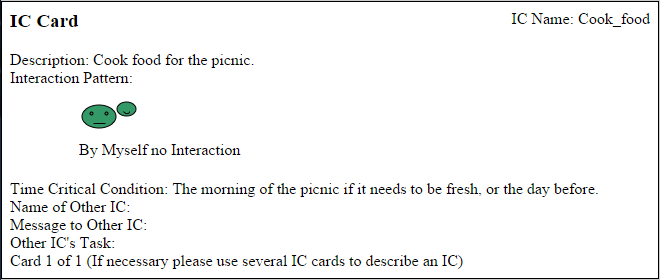 IC Card
IC Name: Cook_food
Description: Cook food for the picnic.
Interaction Pattern:
By Myself no Interaction
Time Critical Condition: The morning of the picnic if it needs to be fresh, or the day before.
Name of Other IC:
Message to Other IC:
Other IC's Task:
Card 1 of 1 (If necessary please use several IC cards to describe an IC)